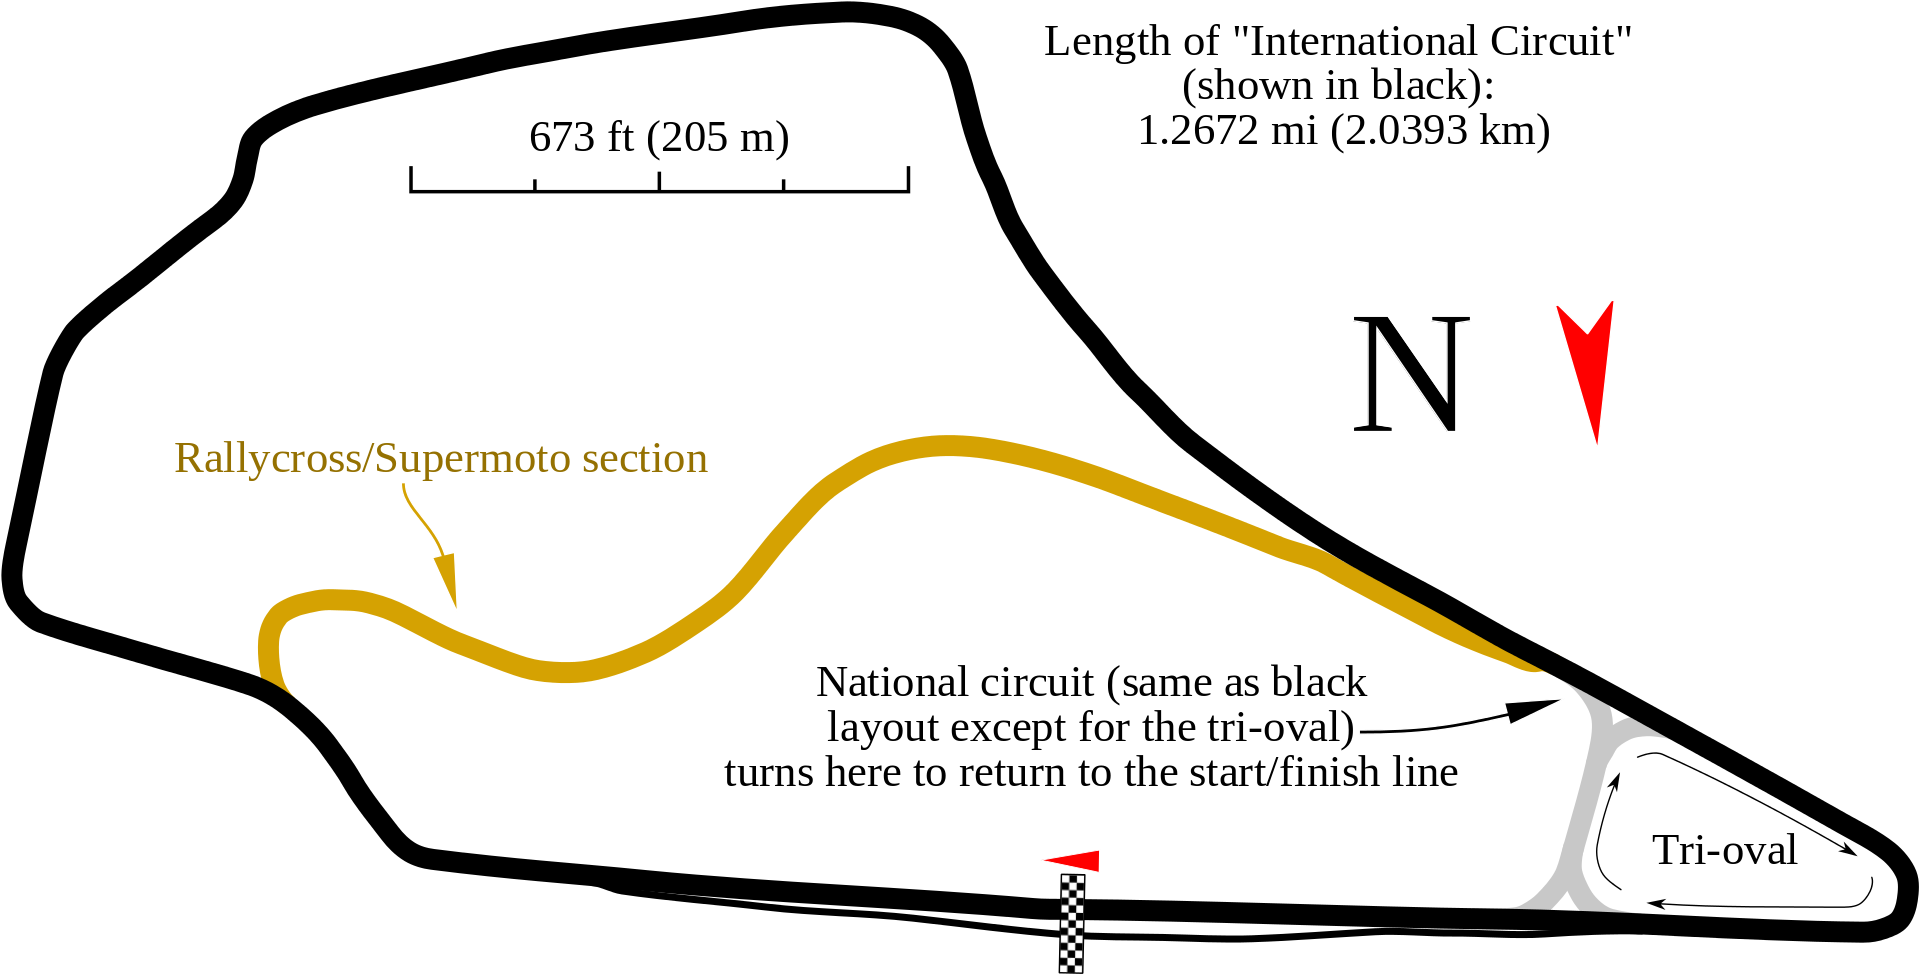 Length of "International Circuit"
(shown in black):
1.2672 mi (2.0393 km)
673 ft (205 m)
N
Rallycross/Supermoto section
National circuit (same as black
layout except for the tri-oval)
turns here to return to the start/finish line
Tri-oval